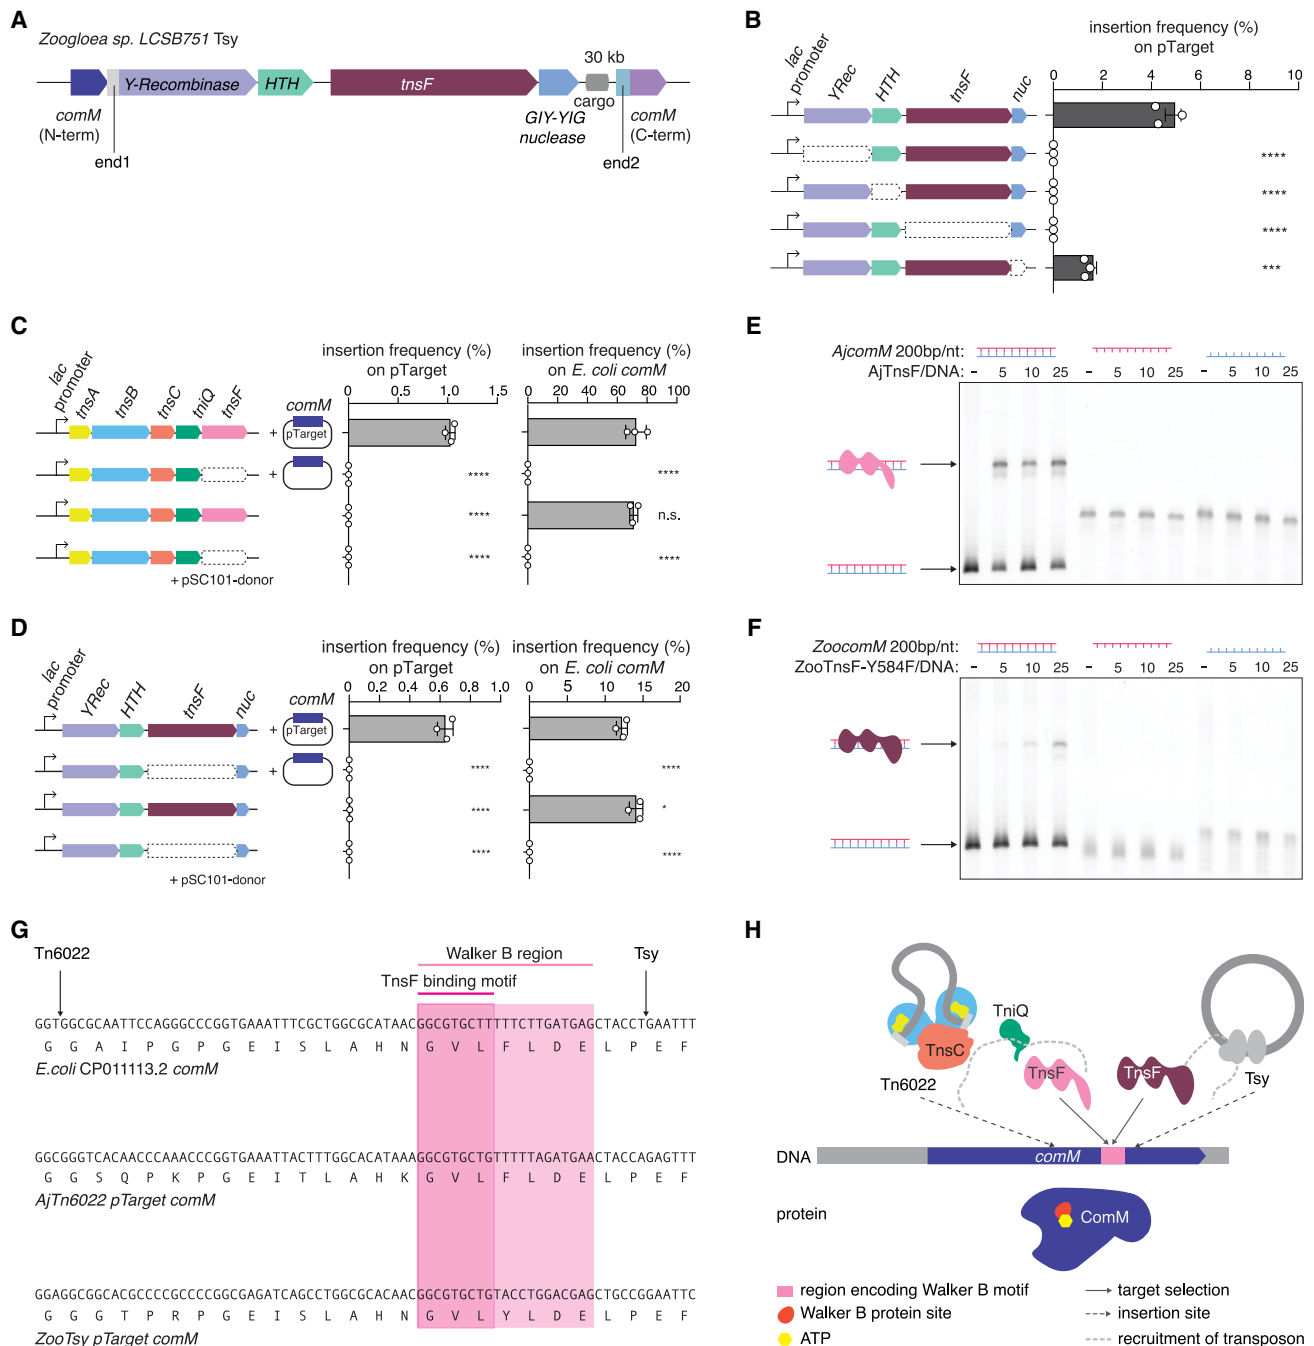 A
Zoogloea sp. LCSB751 Tsy
30 kb
Y-Recombinase
HTH
tnsF
cargo
comM
(N-term)
end1
GIY-YIG
nuclease
end2
comM
(C-term)
B
insertion frequency (%)
on pTarget
lac
promoter
YRec
HTH
tnsF
nuc
0 2 4 6 8 10
****
****
****
***
C
insertion frequency (%)
on pTarget
insertion frequency (%)
on E. coli comM
lac
promoter
tnsA
tnsB
tnsC
tniQ
tnsF
comM
0.0 0.5 1.0 1.5
0 20 40 60 80 100
+ pTarget
+
**** ****
**** n.s.
**** ****
+ pSC101-donor
D
insertion frequency (%)
on pTarget
insertion frequency (%)
on E. coli comM
lac
promoter
YRec
HTH
tnsF
nuc
comM
0.0 0.2 0.4 0.6 0.8 1.0
0 5 10 15 20
+ pTarget
+
**** ****
**** *
**** ****
+ pSC101-donor
E
AjcomM 200bp/nt:
AjTnsF/DNA: – 5 10 25 – 5 10 25 – 5 10 25
F
ZoocomM 200bp/nt:
ZooTnsF-Y584F/DNA: – 5 10 25 – 5 10 25 – 5 10 25
G
Tn6022
Walker B region
Tsy
TnsF binding motif
GGTGGCGCAATTCCAGGGCCCGGTGAAATTTCGCTGGCGCATAACGGCGTGCTTTTTCTTGATGAGCTACCTGAATTT
G G A I P G P G E I S L A H N G V L F L D E L P E F
E.coli CP011113.2 comM
GGCGGGTCACAACCCAAACCCGGTGAAATTACTTTGGCACATAAAGGCGTGCTGTTTTTAGATGAACTACCAGAGTTT
G G S Q P K P G E I T L A H K G V L F L D E L P E F
AjTn6022 pTarget comM
GGAGGCGGCACGCCCCGCCCCGGCGAGATCAGCCTGGCGCACAACGGCGTGCTGTACCTGGACGAGCTGCCGGAATTC
G G G T P R P G E I S L A H N G V L Y L D E L P E F
ZooTsy pTarget comM
H
TniQ
TnsC
TnsF
TnsF
Tn6022
Tsy
DNA
comM
protein
ComM
region encoding Walker B motif
Walker B protein site
ATP
target selection
insertion site
recruitment of transposon